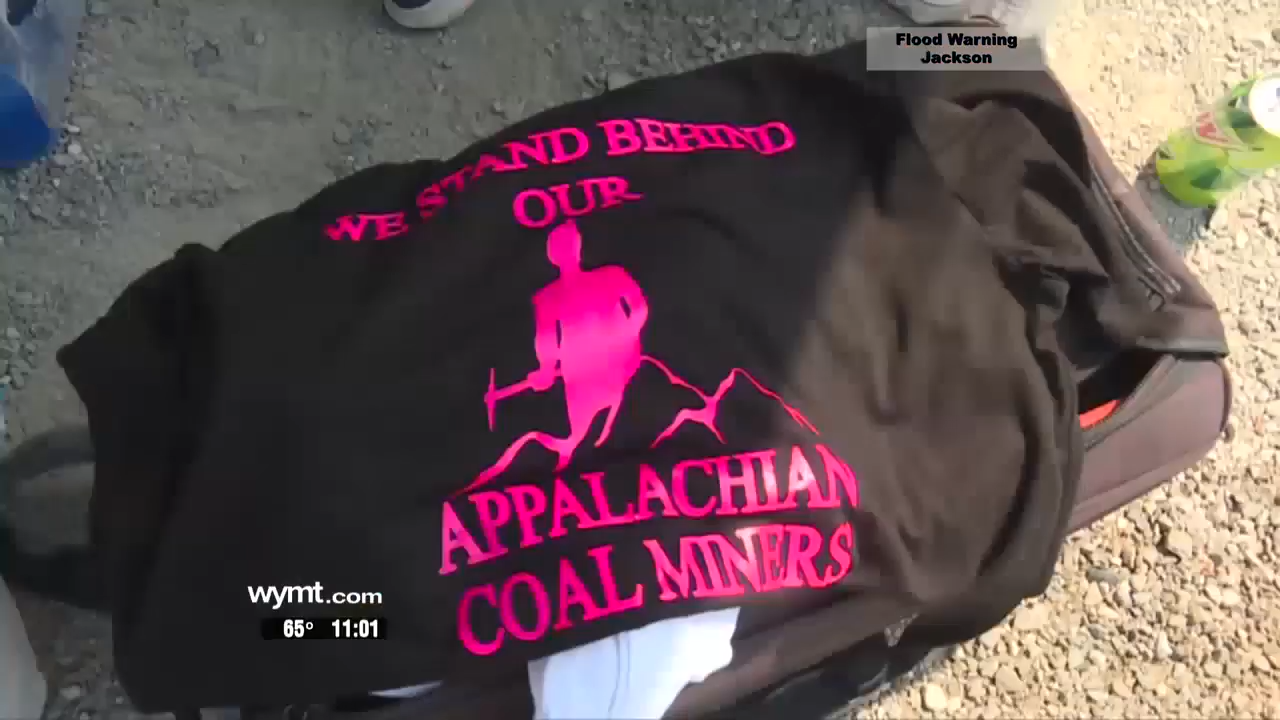 Flood Warning
Jackson
WE STAND BEHIND
OUR
APPALACHIAN
COAL MINERS
wymt.com
65° 11:01